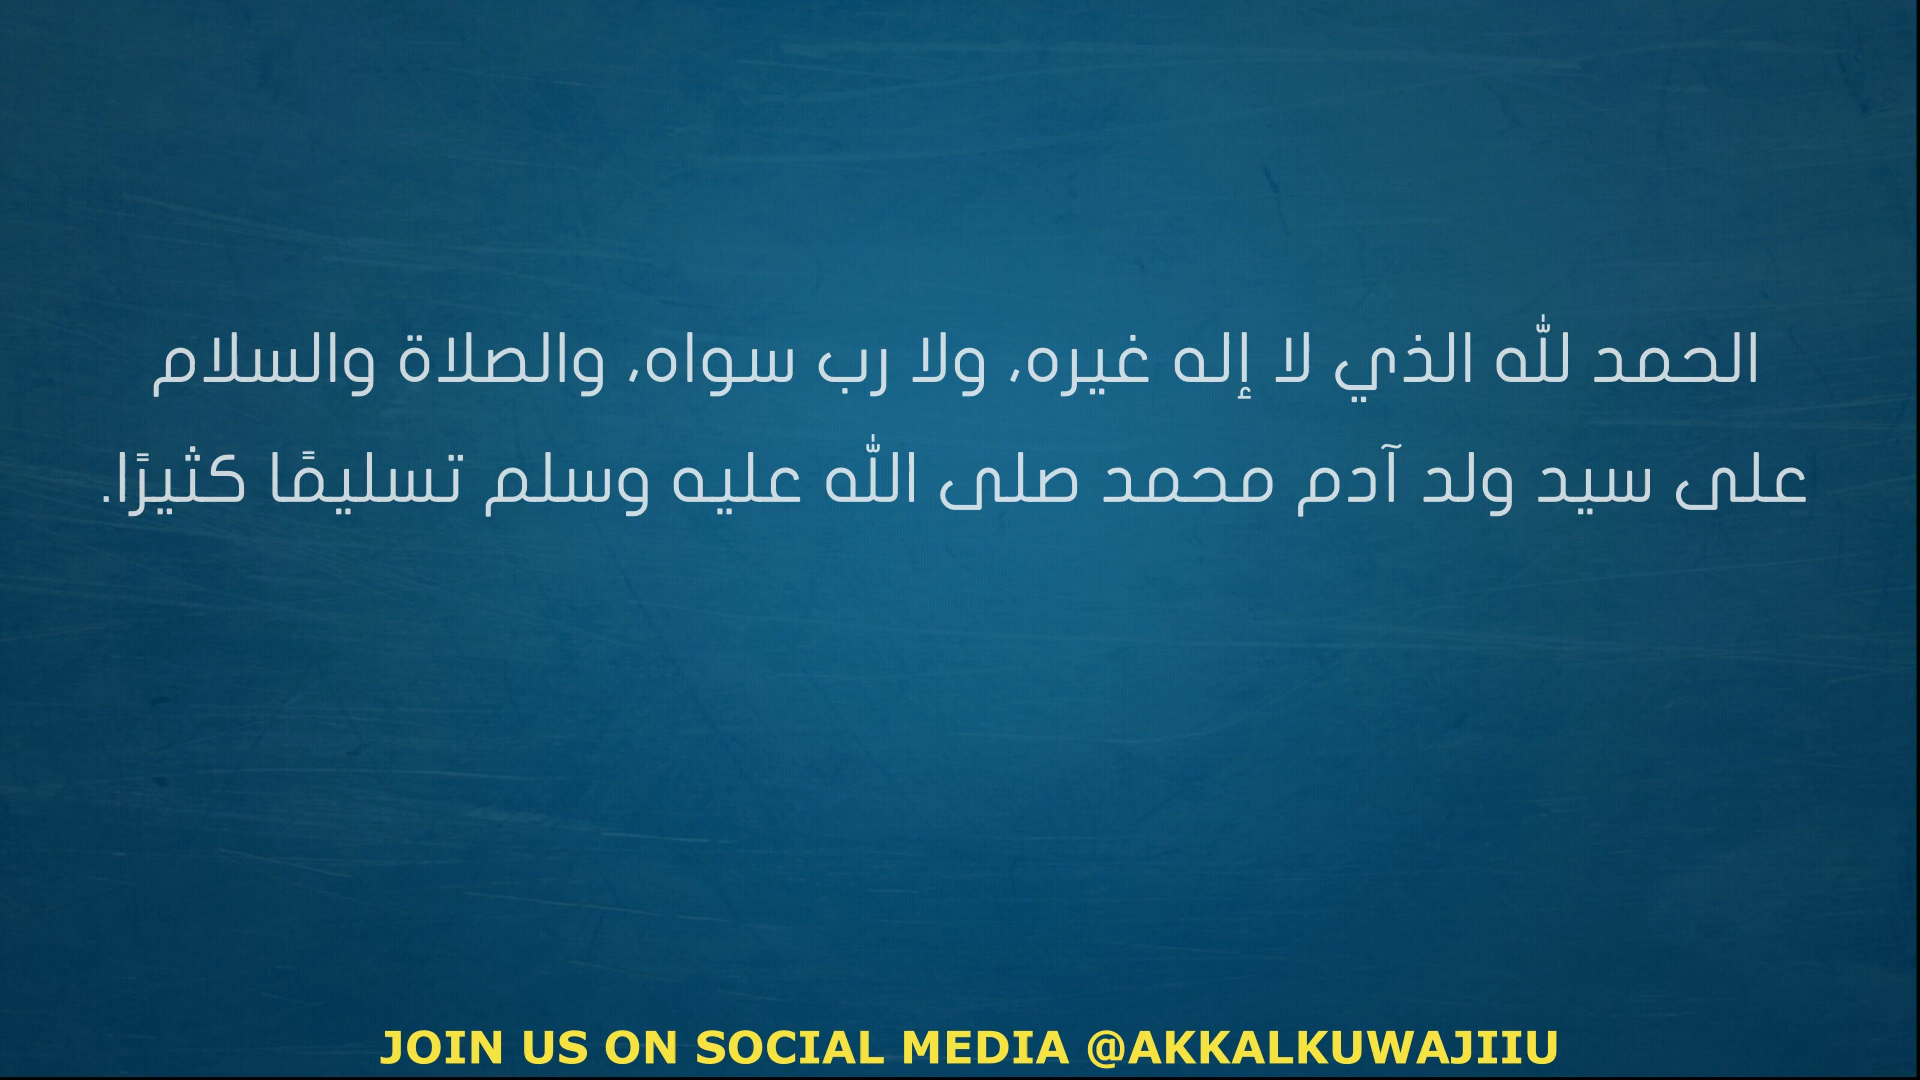 الحمد لله الذي لا إله غيره، ولا رب سواه، والصلاة والسلام
على سيد ولد آدم محمد صلى الله عليه وسلم تسليمًا كثيرًا.
JOIN US ON SOCIAL MEDIA @AKKALKUWAJIIU